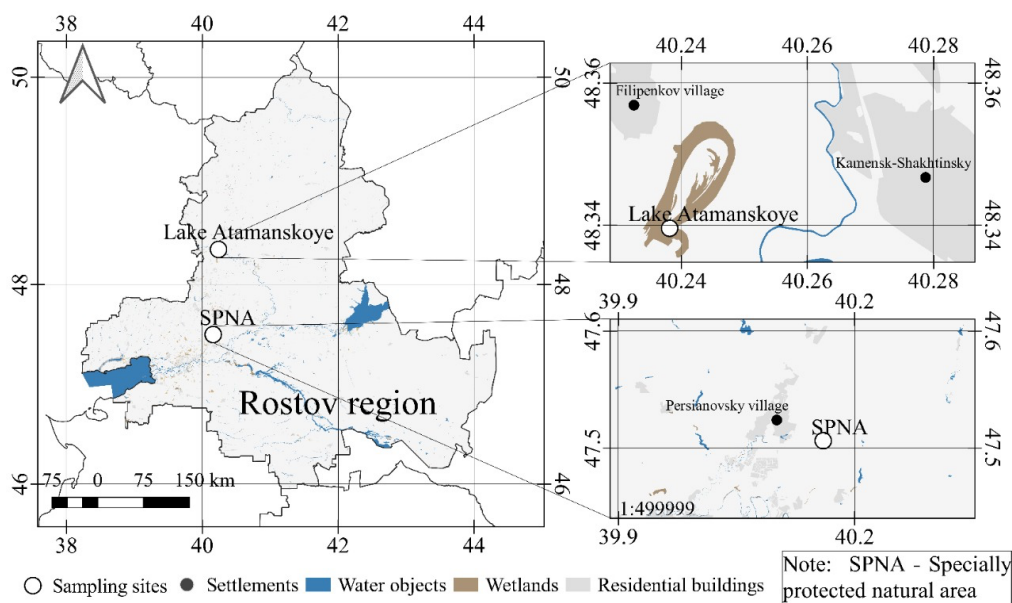 38 40 42 44
50 50
48 48
46 46
38 40 42 44
Lake Atamanskoye
SPNA
Rostov region
75 0 75 150 km
40.24 40.26 40.28
48.36 48.36
Filipenkov village
Kamensk-Shakhtinsky
Lake Atamanskoye
48.34 48.34
40.24 40.26 40.28
39.9 40.2
47.6 47.6
Persianovsky village
SPNA
47.5 47.5
1:499999
39.9 40.2
Sampling sites Settlements Water objects Wetlands Residential buildings
Note: SPNA - Specially
protected natural area